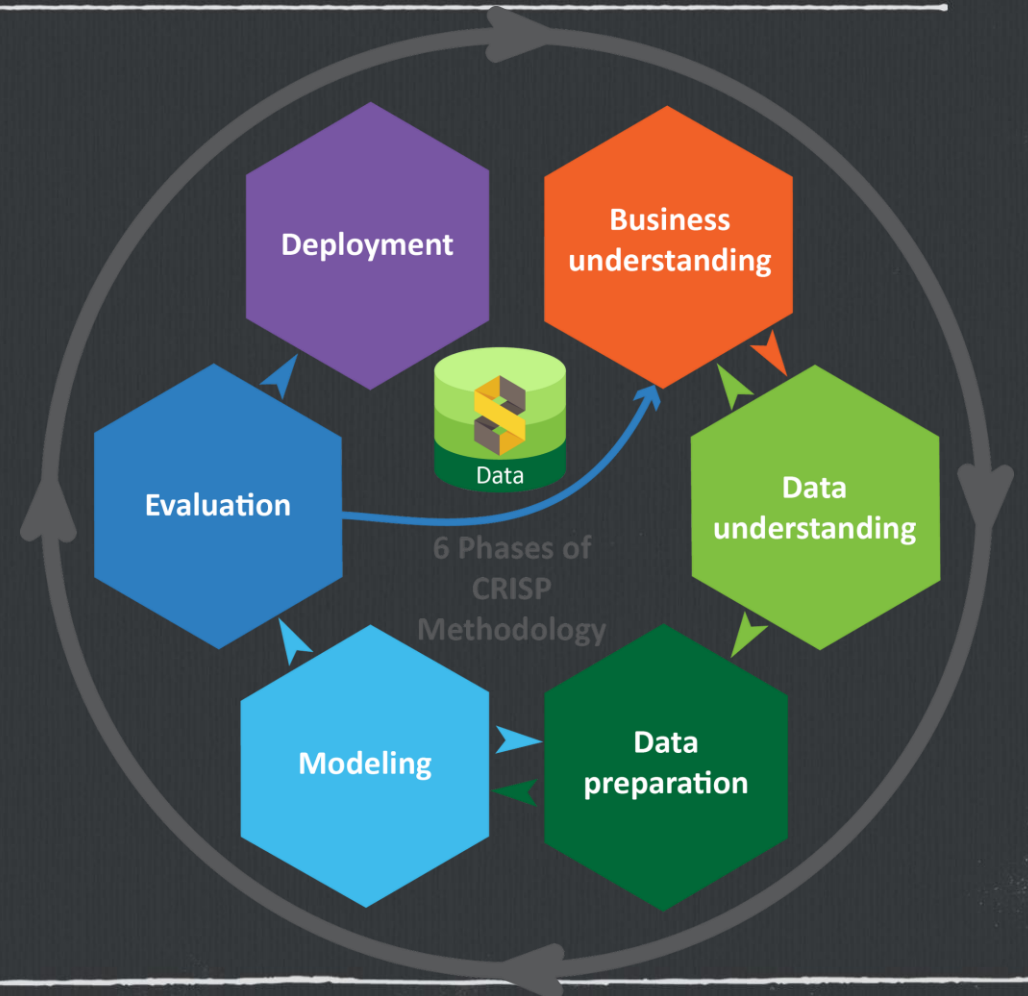 Deployment
Business
understanding
Data
Evaluation
Data
understanding
6 Phases of
CRISP
Methodology
Modeling
Data
preparation